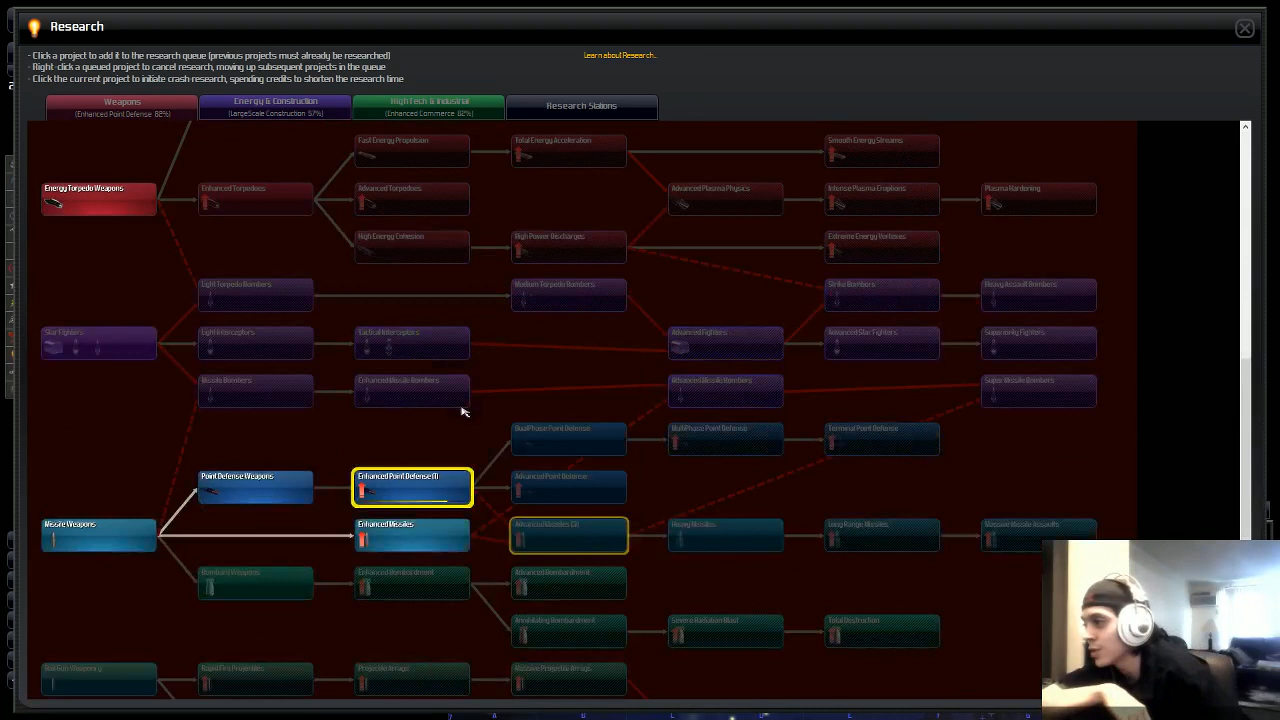 Research
- Click a project to add it to the research queue (previous projects must already be researched)
Learn about Research...
- Right-click a queued project to cancel research, moving up subsequent projects in the queue
- Click the current project to initiate crash-research, spending credits to shorten the research time
Weapons
(Enhanced Point Defense 82%)
Energy & Construction
(LargeScale Construction 57%)
HighTech & Industrial
(Enhanced Commerce 82%)
Research Stations
Fast Energy Propulsion
Total Energy Acceleration
Smooth Energy Streams
Energy Torpedo Weapons
Enhanced Torpedoes
Advanced Torpedoes
Advanced Plasma Physics
Intense Plasma Eruptions
Plasma Hardening
High Energy Cohesion
High Power Discharges
Extreme Energy Vortices
Light Torpedo Bombers
Medium Torpedo Bombers
Strike Bombers
Heavy Assault Bombers
Star Fighters
Light Interceptors
Tactical Interceptors
Advanced Fighters
Advanced Star Fighters
Superiority Fighters
Missile Bombers
Enhanced Missile Bombers
Advanced Missile Bombers
Super Missile Bombers
DualPhase Point Defense
MultiPhase Point Defense
Terminal Point Defense
Point Defense Weapons
Enhanced Point Defense (1)
Advanced Point Defense
Missile Weapons
Enhanced Missiles
Advanced Missiles (2)
Heavy Missiles
Long Range Missiles
Massive Missile Assaults
Bombard Weapons
Enhanced Bombardment
Advanced Bombardment
Annihilating Bombardment
Severe Radiation Blast
Total Destruction
Rail Gun Weaponry
Rapid Fire Projectiles
Projectile Arrays
Massive Projectile Arrays